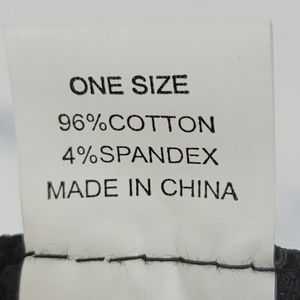 ONE SIZE
96%COTTON
4%SPANDEX
MADE IN CHINA